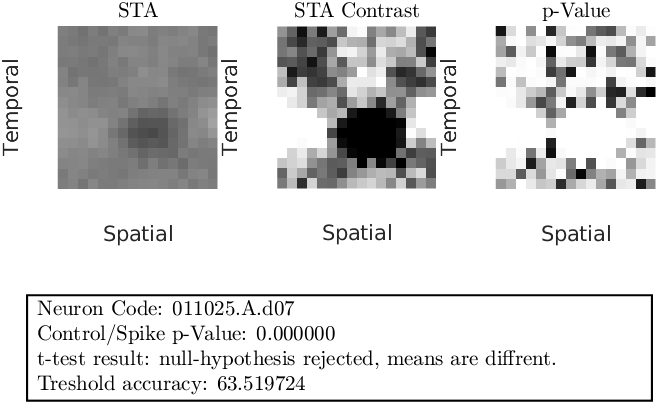 STA
STA Contrast
p-Value
Temporal
Temporal
Temporal
Spatial
Spatial
Spatial
Neuron Code: 011025.A.d07
Control/Spike p-Value: 0.000000
t-test result: null-hypothesis rejected, means are diffrent.
Treshold accuracy: 63.519724